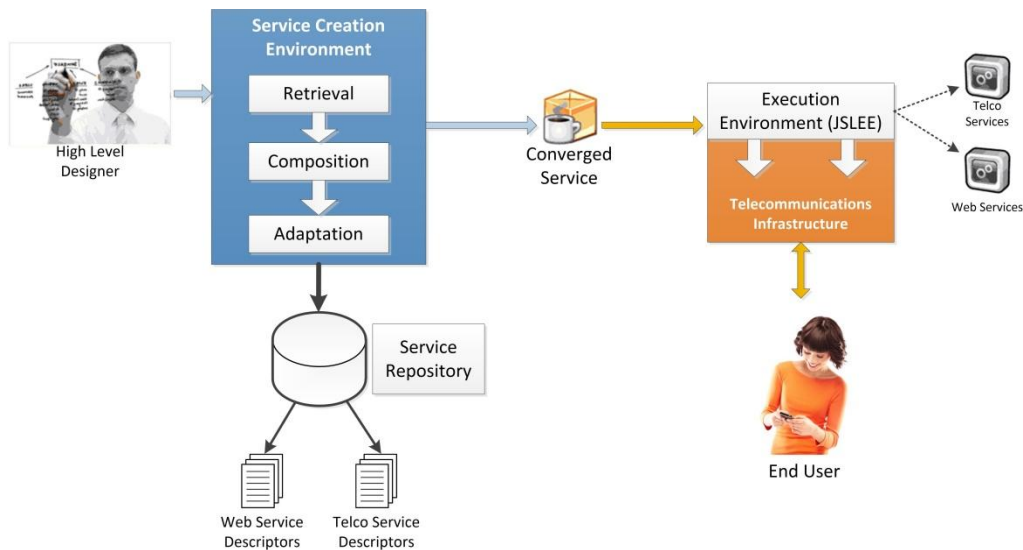 Service Creation
Environment
Retrieval
Composition
Adaptation
High Level
Designer
Converged
Service
Execution
Environment (JSLEE)
Telecommunications
Infrastructure
Telco
Services
Web Services
Service
Repository
End User
Web Service
Descriptors
Telco Service
Descriptors